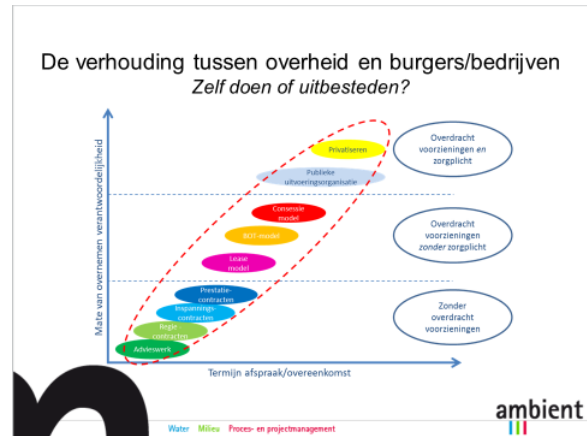 De verhouding tussen overheid en burgers/bedrijven
Zelf doen of uitbesteden?
Mate van overnemen verantwoordelijkheid
Privatiseren
Publieke
uitvoeringsorganisatie
Consessie
model
BOT-model
Lease
model
Prestatie-
contracten
Inspannings-
contracten
Regie -
contracten
Advieswerk
Overdracht
voorzieningen en
zorgplicht
Overdracht
voorzieningen
zonder zorgplicht
Zonder
overdracht
voorzieningen
Termijn afspraak/overeenkomst
Water Milieu Proces- en projectmanagement
ambient